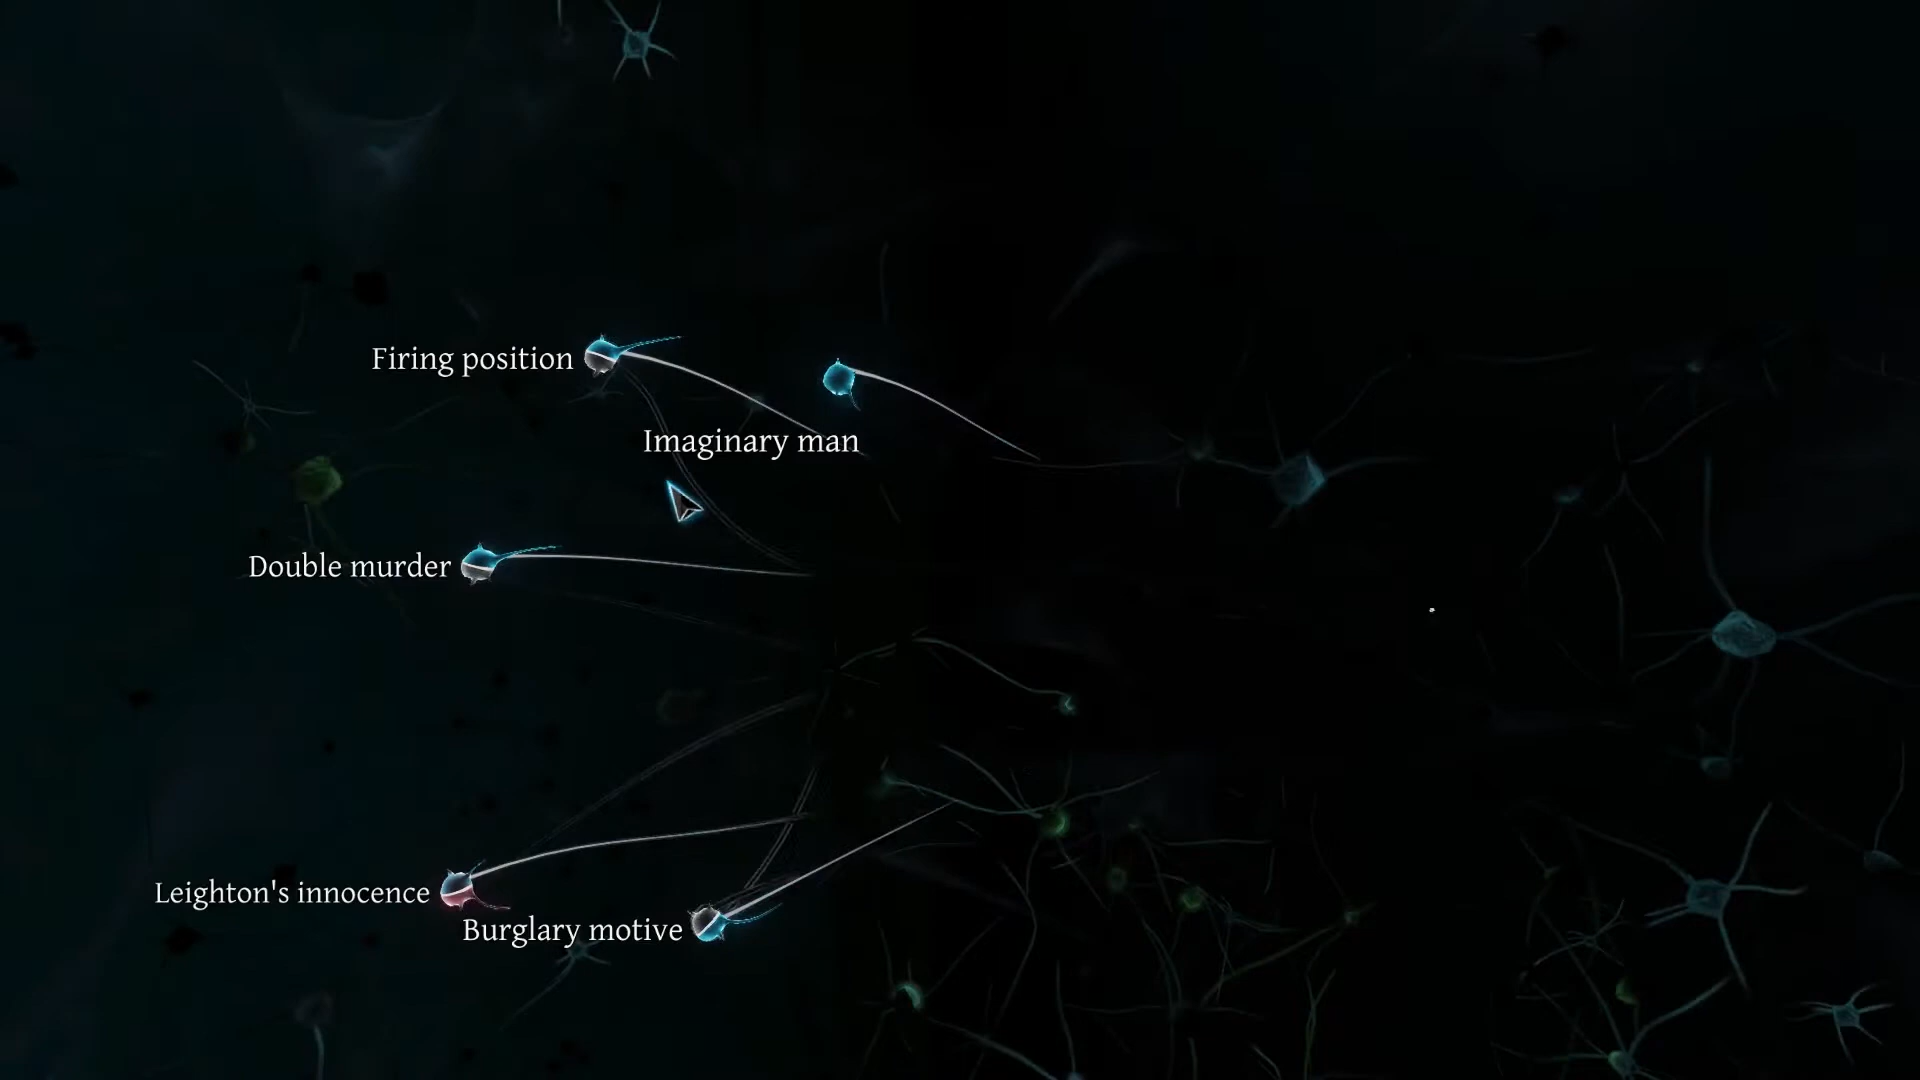 Firing position
Imaginary man
Double murder
Leighton's innocence
Burglary motive